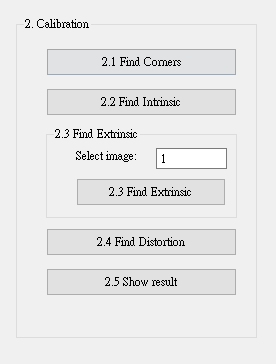 2. Calibration
2.1 Find Corners
2.2 Find Intrinsic
2.3 Find Extrinsic
Select image: 1
2.3 Find Extrinsic
2.4 Find Distortion
2.5 Show result